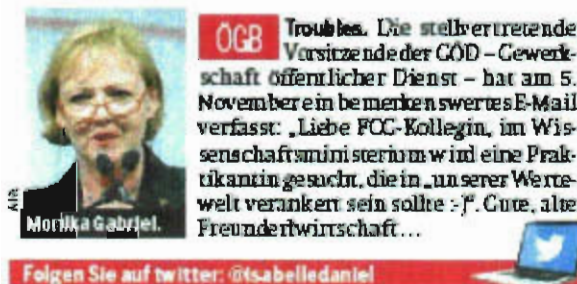 ÖGB
Troubles. Die stellvertretende
Vorsitzende der GÖD – Gewerk-
schaft öffentlicher Dienst – hat am 5.
November ein bemerkenswertes E-Mail
verfasst: „Liebe FCG-Kollegin, im Wis-
senschaftsministerium wird eine Prak-
tikantin gesucht, die in „unserer Werte-
welt verankert sein sollte :-)“. Gute, alte
Freunderlwirtschaft…
APA
Monika Gabriel.
Folgen Sie auf twitter: @isabelledaniel